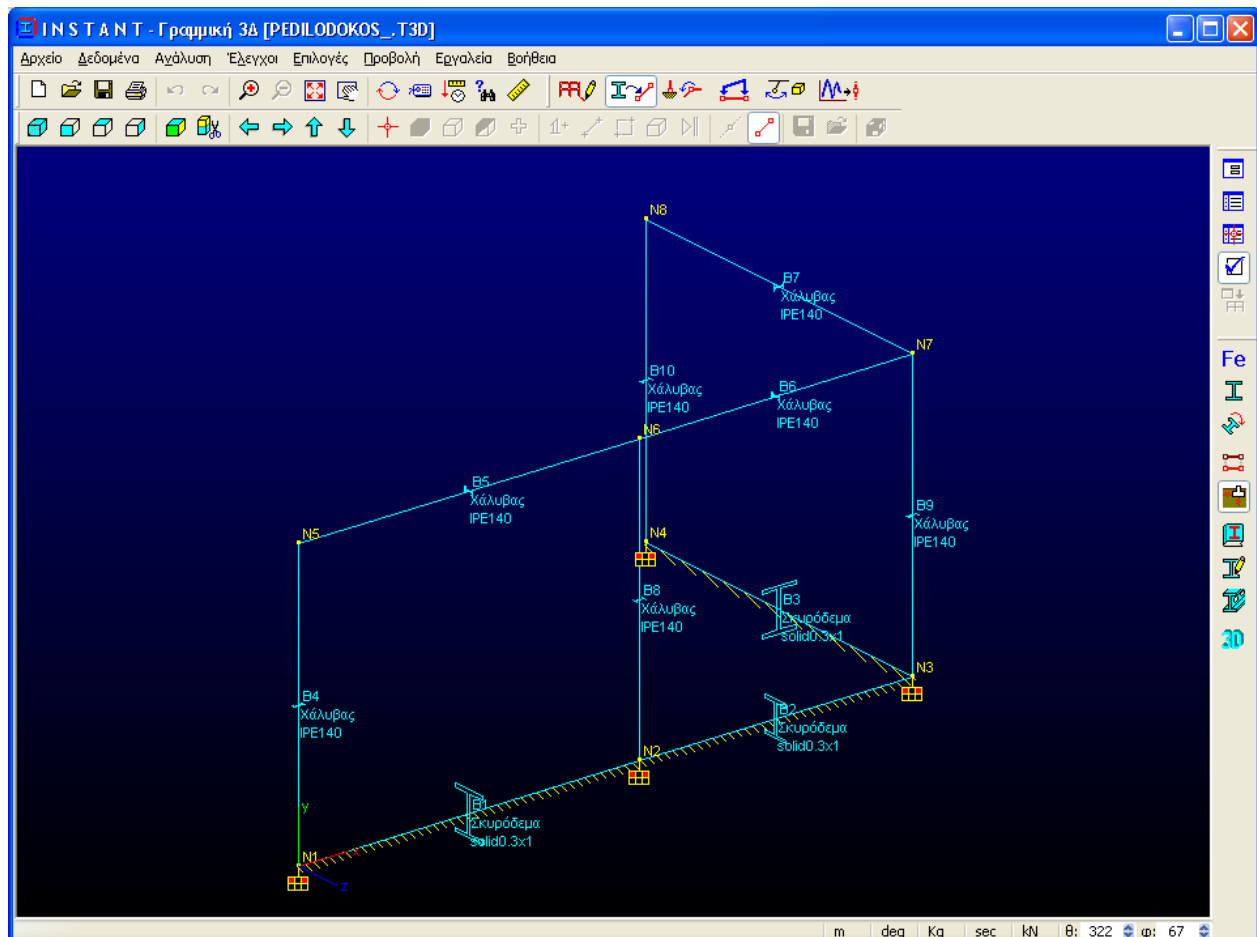 I N S T A N T - Γραμμική 3Δ [PEDILODOKOS_.T3D]
Αρχείο Δεδομένα Ανάλυση Έλεγχοι Επιλογές Προβολή Εργαλεία Βοήθεια
N8
B7
Χάλυβας
IPE140
N7
B10
Χάλυβας
IPE140
B6
Χάλυβας
IPE140
N6
B5
Χάλυβας
IPE140
B9
Χάλυβας
IPE140
N5
N4
B8
Χάλυβας
IPE140
B3
Σκυρόδεμα
solid0.3x1
N3
B4
Χάλυβας
IPE140
B2
Σκυρόδεμα
solid0.3x1
N2
B1
Σκυρόδεμα
solid0.3x1
y
N1
x
z
Fe
3D
m deg Kg sec kN θ: 322 φ: 67